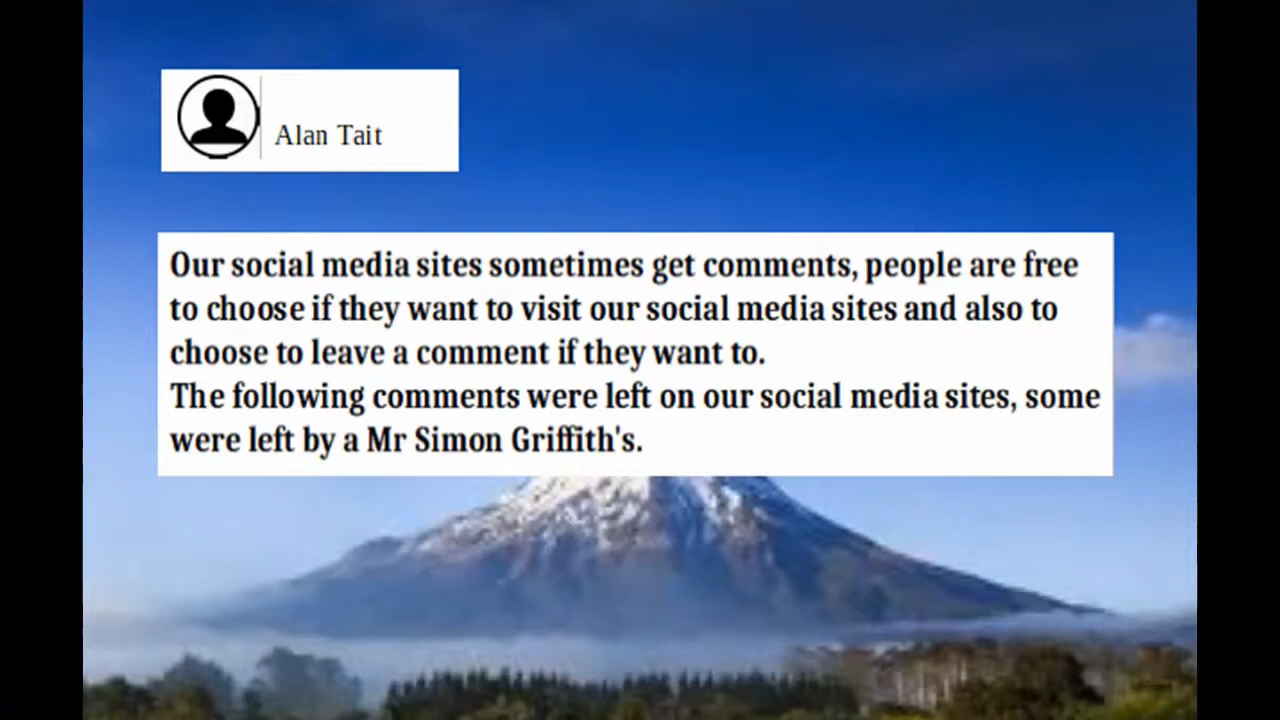 Alan Tait
Our social media sites sometimes get comments, people are free
to choose if they want to visit our social media sites and also to
choose to leave a comment if they want to.
The following comments were left on our social media sites, some
were left by a Mr Simon Griffith's.